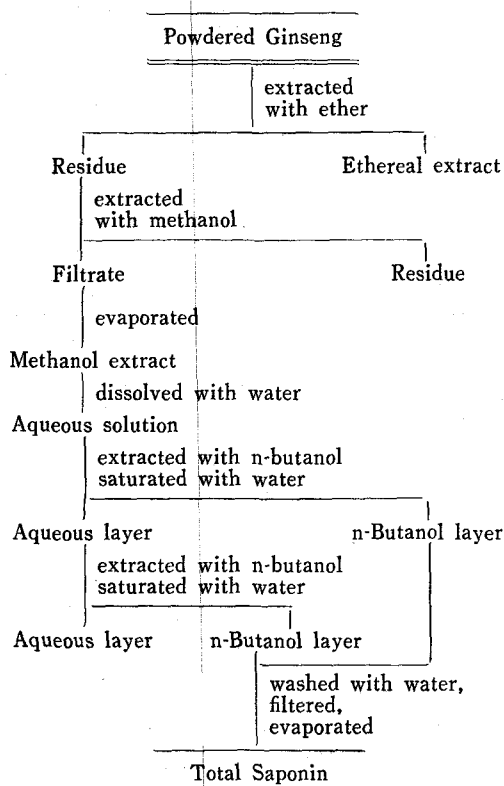 Powdered Ginseng
extracted
with ether
Residue
Ethereal extract
extracted
with methanol
Filtrate
Residue
evaporated
Methanol extract
dissolved with water
Aqueous solution
extracted with n-butanol
saturated with water
Aqueous layer
n-Butanol layer
extracted with n-butanol
saturated with water
Aqueous layer
n-Butanol layer
washed with water,
filtered,
evaporated
Total Saponin